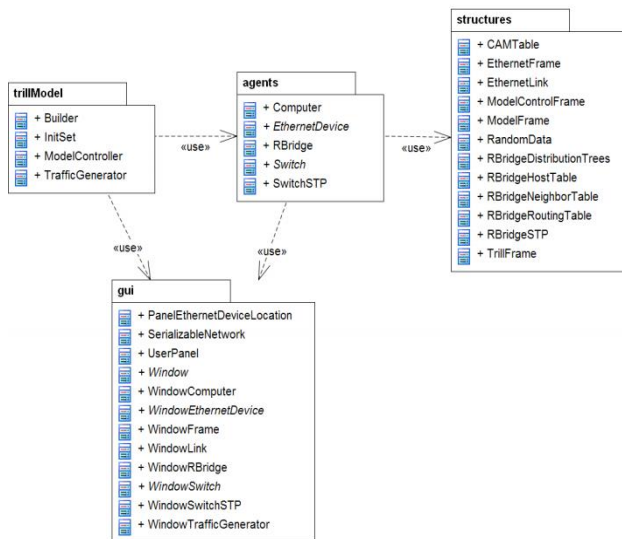 trillModel
+ Builder
+ InitSet
+ ModelController
+ TrafficGenerator
«use»
agents
+ Computer
+ EthernetDevice
+ RBridge
+ Switch
+ SwitchSTP
«use»
structures
+ CAMTable
+ EthernetFrame
+ EthernetLink
+ ModelControlFrame
+ ModelFrame
+ RandomData
+ RBridgeDistributionTrees
+ RBridgeHostTable
+ RBridgeNeighborTable
+ RBridgeRoutingTable
+ RBridgeSTP
+ TrillFrame
«use»
«use»
gui
+ PanelEthernetDeviceLocation
+ SerializableNetwork
+ UserPanel
+ Window
+ WindowComputer
+ WindowEthernetDevice
+ WindowFrame
+ WindowLink
+ WindowRBridge
+ WindowSwitch
+ WindowSwitchSTP
+ WindowTrafficGenerator